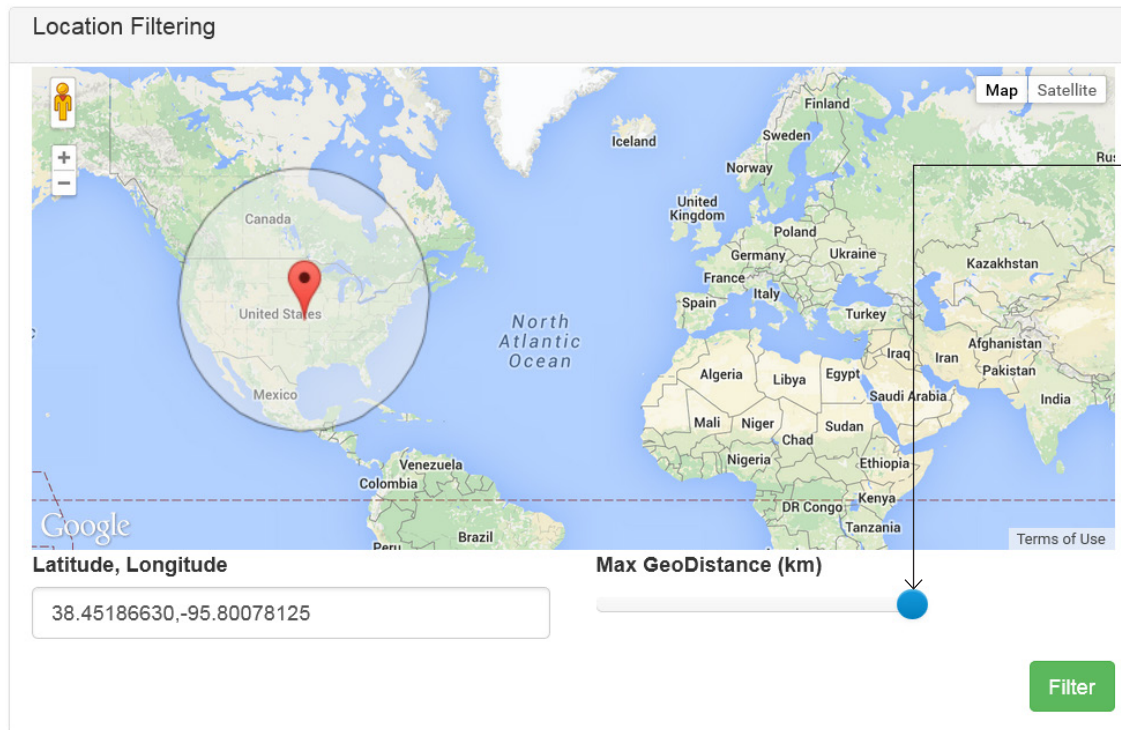 Location Filtering
Map Satellite
Finland
Iceland
Sweden
Norway
Rus
Canada
United
Kingdom
Poland
Germany
Ukraine
Kazakhstan
France
Italy
Spain
United States
Turkey
North
Atlantic
Ocean
Afghanistan
Iraq
Iran
Pakistan
Algeria
Libya
Egypt
Saudi Arabia
India
Mexico
Mali
Niger
Sudan
Chad
Nigeria
Ethiopia
Venezuela
Colombia
Kenya
DR Congo
Google
Brazil
Tanzania
Peru
Terms of Use
Latitude, Longitude
Max GeoDistance (km)
38.45186630,-95.80078125
Filter